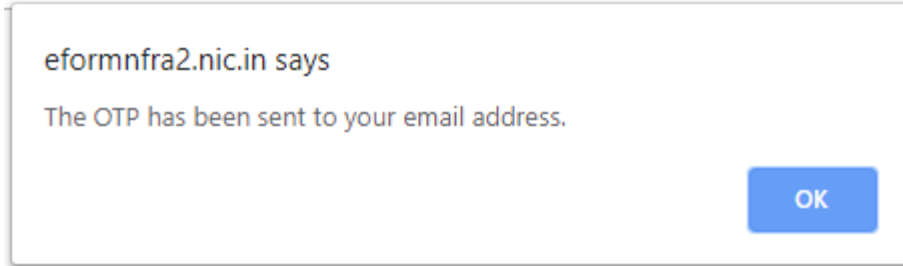 eformnfra2.nic.in says
The OTP has been sent to your email address.
OK